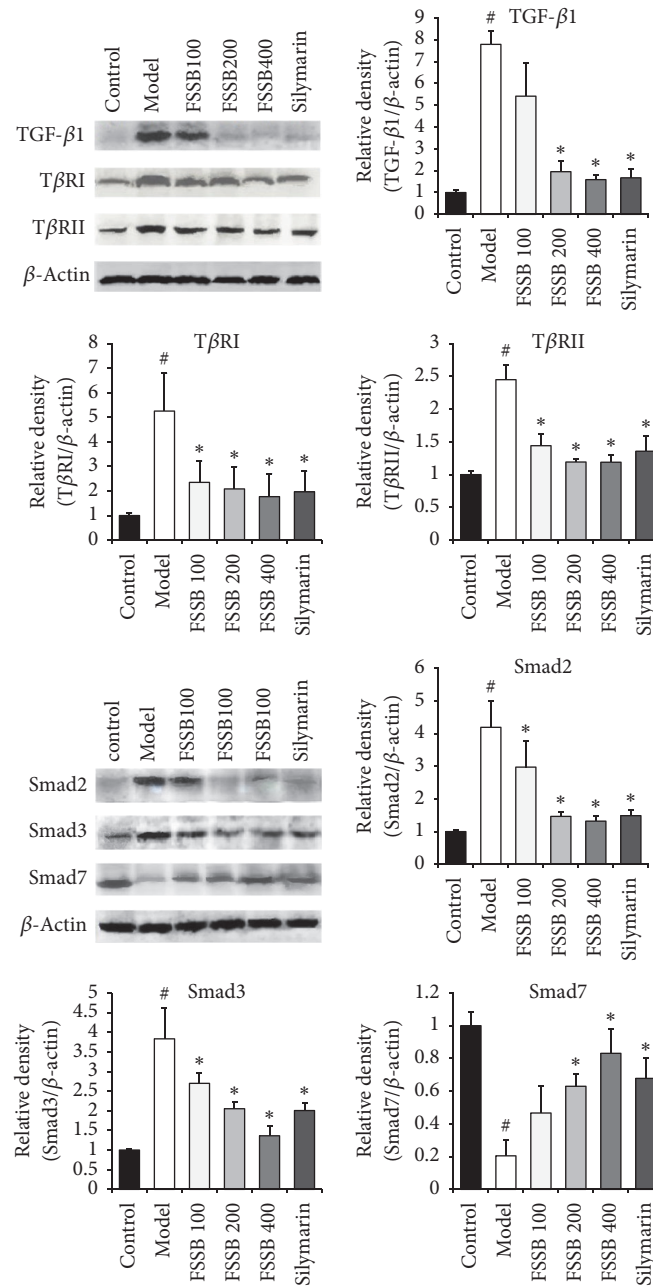 Control
Model
FSSB100
FSSB200
FSSB400
Silymarin
TGF-β1
TβRI
TβRII
β-Actin
TGF-β1
Relative density
(TGF-β1/β-actin)
9
8
7
6
5
4
3
2
1
0
#
*
*
*
Control
Model
FSSB 100
FSSB 200
FSSB 400
Silymarin
TβRI
Relative density
(TβRI/β-actin)
8
7
6
5
4
3
2
1
0
#
*
*
*
*
Control
Model
FSSB 100
FSSB 200
FSSB 400
Silymarin
TβRII
Relative density
(TβRII/β-actin)
3
2.5
2
1.5
1
0.5
0
#
*
*
*
*
Control
Model
FSSB 100
FSSB 200
FSSB 400
Silymarin
control
Model
FSSB100
FSSB100
FSSB100
Silymarin
Smad2
Smad3
Smad7
β-Actin
Smad2
Relative density
(Smad2/β-actin)
6
5
4
3
2
1
0
#
*
*
*
*
Control
Model
FSSB 100
FSSB 200
FSSB 400
Silymarin
Smad3
Relative density
(Smad3/β-actin)
5
4.5
4
3.5
3
2.5
2
1.5
1
0.5
0
#
*
*
*
*
Control
Model
FSSB 100
FSSB 200
FSSB 400
Silymarin
Smad7
Relative density
(Smad7/β-actin)
1.2
1
0.8
0.6
0.4
0.2
0
#
*
*
*
Control
Model
FSSB 100
FSSB 200
FSSB 400
Silymarin